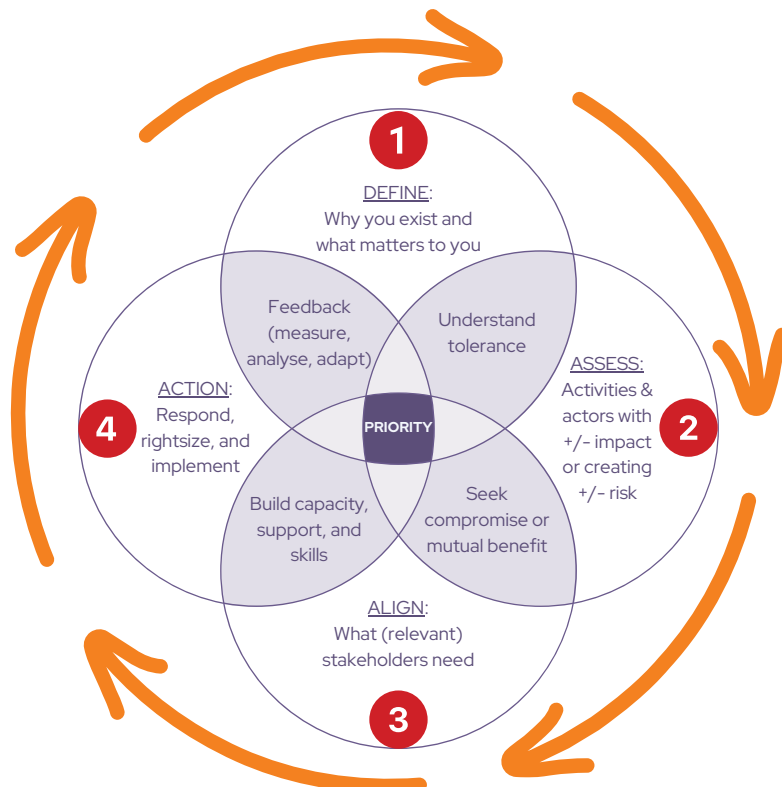 1
DEFINE:
Why you exist and
what matters to you
Feedback
(measure,
analyse, adapt)
Understand
tolerance
ACTION:
Respond,
rightsize, and
implement
4
PRIORITY
ASSESS:
Activities &
actors with
+/- impact
or creating
+/- risk
2
Build capacity,
support, and
skills
Seek
compromise or
mutual benefit
ALIGN:
What (relevant)
stakeholders need
3